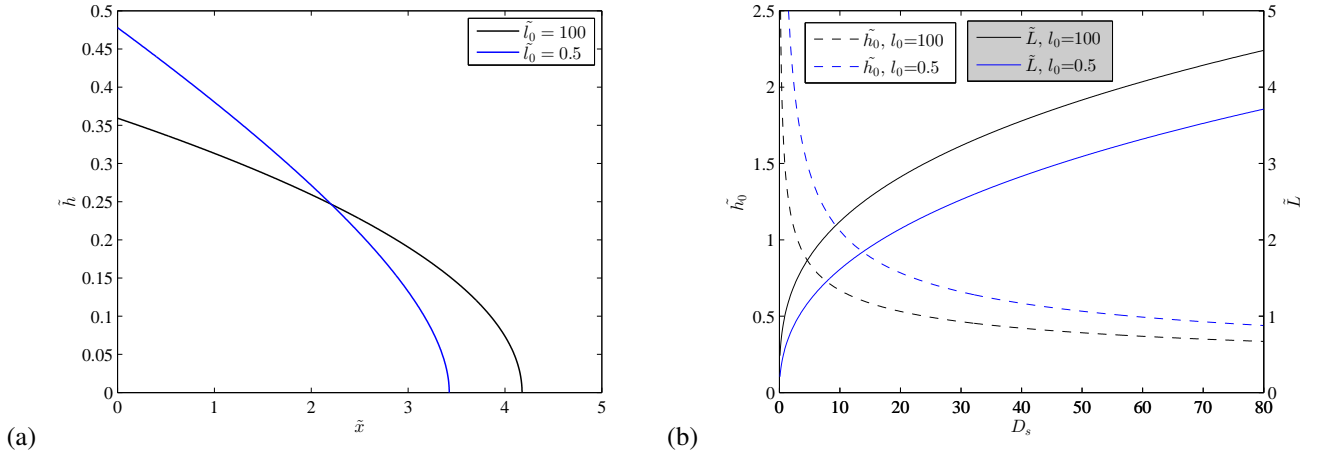 0.5
0.45
0.4
0.35
0.3
0.25
0.2
0.15
0.1
0.05
0
h̃
0 1 2 3 4 5
x̃
l̃₀ = 100
l̃₀ = 0.5
(a)
2.5
2
1.5
1
0.5
0
h̃₀
h̃₀, l₀=100
h̃₀, l₀=0.5
L̃, l₀=100
L̃, l₀=0.5
5
4
3
2
1
0
L̃
0 10 20 30 40 50 60 70 80
Dₛ
(b)